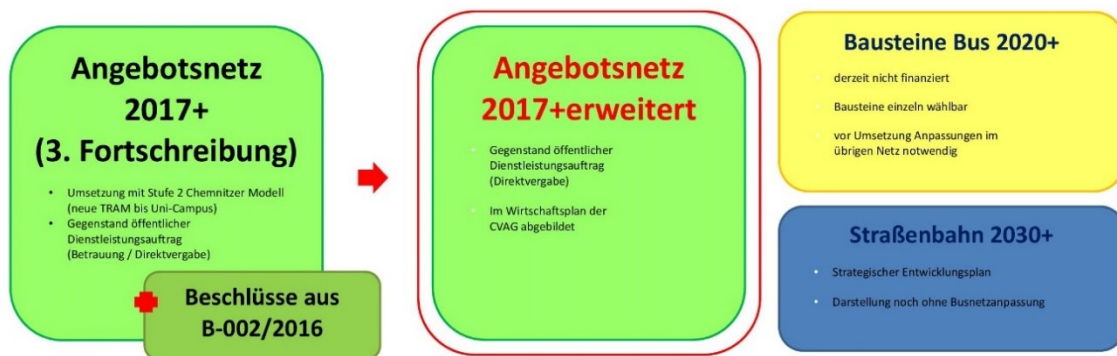 Angebotsnetz
2017+
(3. Fortschreibung)
• Umsetzung mit Stufe 2 Chemnitzer Modell
(neue TRAM bis Uni-Campus)
• Gegenstand öffentlicher
Dienstleistungsauftrag
(Betrauung / Direktvergabe)
Beschlüsse aus
B-002/2016
Angebotsnetz
2017+erweitert
• Gegenstand öffentlicher
Dienstleistungsauftrag
(Direktvergabe)
• Im Wirtschaftsplan der
CVAG abgebildet
Bausteine Bus 2020+
• derzeit nicht finanziert
• Bausteine einzeln wählbar
• vor Umsetzung Anpassungen im
übrigen Netz notwendig
Straßenbahn 2030+
• Strategischer Entwicklungsplan
• Darstellung noch ohne Busnetzanpassung